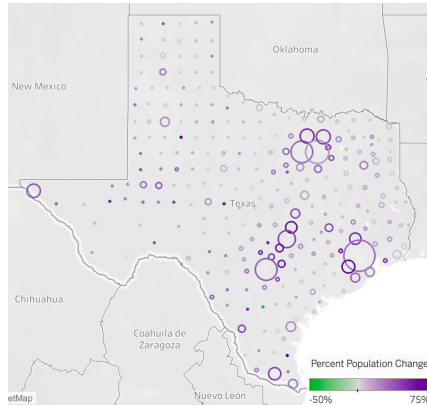 Oklahoma
New Mexico
Texas
Chihuahua
Coahuila de
Zaragoza
Percent Population Change
-50% 75%
etMap
Nuevo León